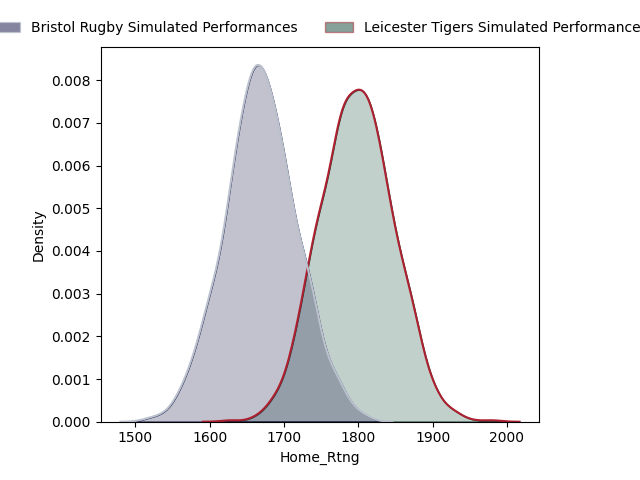 Bristol Rugby Simulated Performances Leicester Tigers Simulated Performance
0.008
0.007
0.006
0.005
0.004
0.003
0.002
0.001
0.000
Density
1500 1600 1700 1800 1900 2000
Home_Rtng